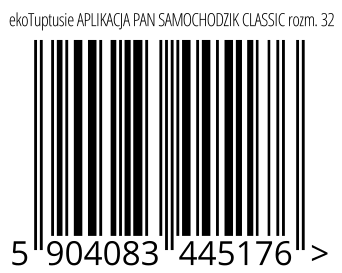 ekoTuptusie APLIKACJA PAN SAMOCHODZIK CLASSIC rozm. 32
5 904083 445176 >